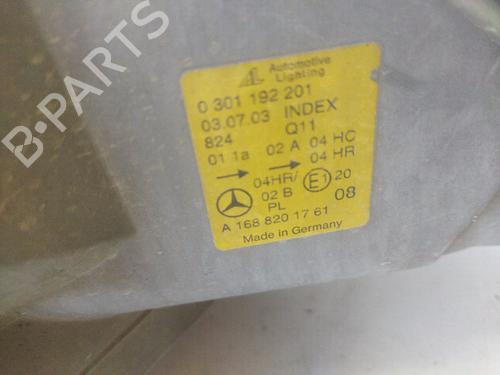 B-PARTS
AL Automotive
Lighting
0 301 192 201
03.07.03 INDEX
824 Q11
01 1a 02 A 04 HC
04 HR
04HR/ E1 20
02 B 08
PL
A 168 820 17 61
Made in Germany